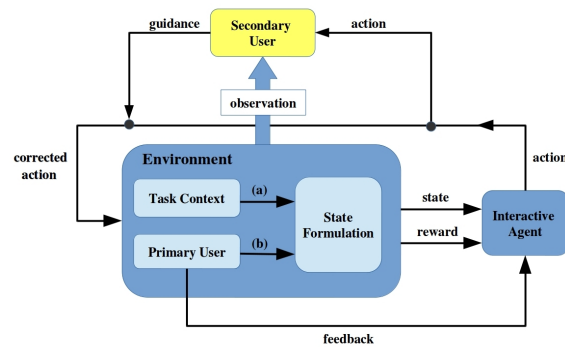 guidance
Secondary
User
action
observation
corrected
action
Environment
action
Task Context
(a)
State
Formulation
state
Interactive
Agent
Primary User
(b)
reward
feedback